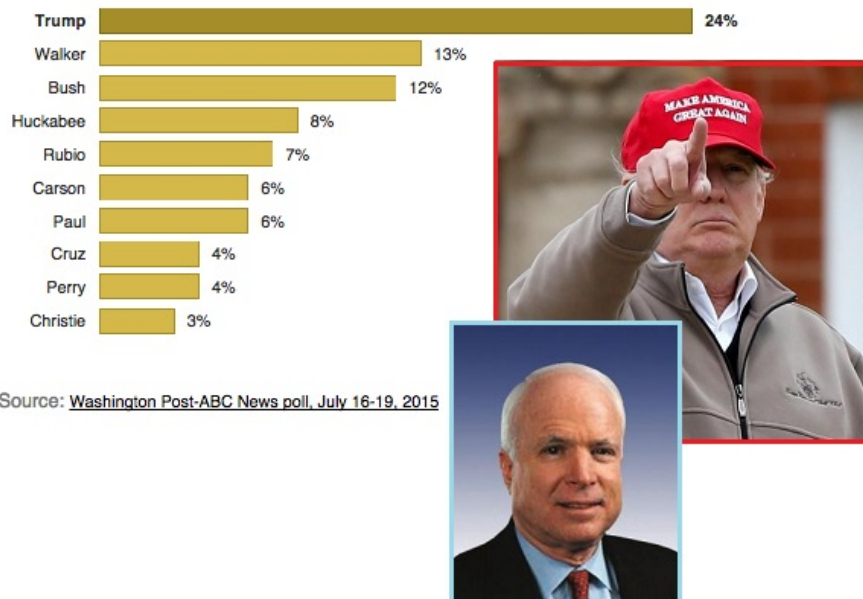 Trump 24%
Walker 13%
Bush 12%
Huckabee 8%
Rubio 7%
Carson 6%
Paul 6%
Cruz 4%
Perry 4%
Christie 3%
MAKE AMERICA
GREAT AGAIN
Source: Washington Post-ABC News poll, July 16-19, 2015